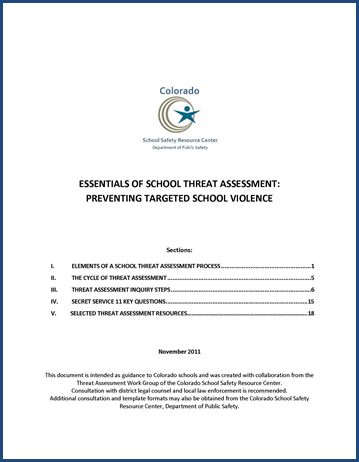 Colorado
School Safety Resource Center
Department of Public Safety
ESSENTIALS OF SCHOOL THREAT ASSESSMENT:
PREVENTING TARGETED SCHOOL VIOLENCE
Sections:
I. ELEMENTS OF A SCHOOL THREAT ASSESSMENT PROCESS...............................................1
II. THE CYCLE OF THREAT ASSESSMENT...........................................................................5
III. THREAT ASSESSMENT INQUIRY STEPS.........................................................................6
IV. SECRET SERVICE 11 KEY QUESTIONS..........................................................................15
V. SELECTED THREAT ASSESSMENT RESOURCES................................................................18
November 2011
This document is intended as guidance to Colorado schools and was created with collaboration from the
Threat Assessment Work Group of the Colorado School Safety Resource Center.
Consultation with district legal counsel and local law enforcement is recommended.
Additional consultation and template formats may also be obtained from the Colorado School Safety
Resource Center, Department of Public Safety.